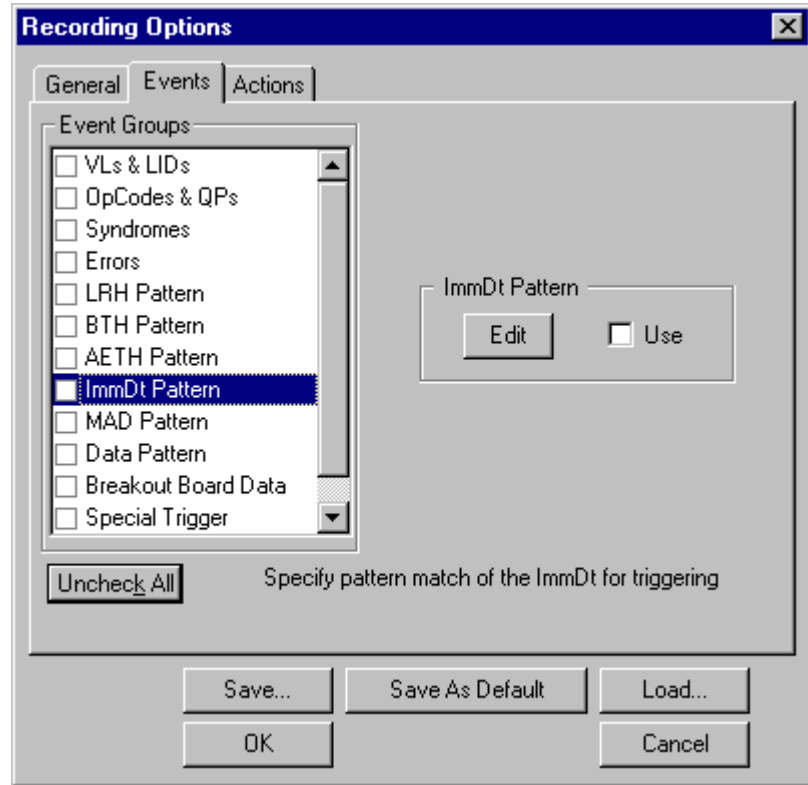 Recording Options
General Events Actions
Event Groups
VLs & LIDs
OpCodes & QPs
Syndromes
Errors
LRH Pattern
BTH Pattern
AETH Pattern
ImmDt Pattern
MAD Pattern
Data Pattern
Breakout Board Data
Special Trigger
ImmDt Pattern
Edit Use
Uncheck All
Specify pattern match of the ImmDt for triggering
Save... Save As Default Load...
OK Cancel